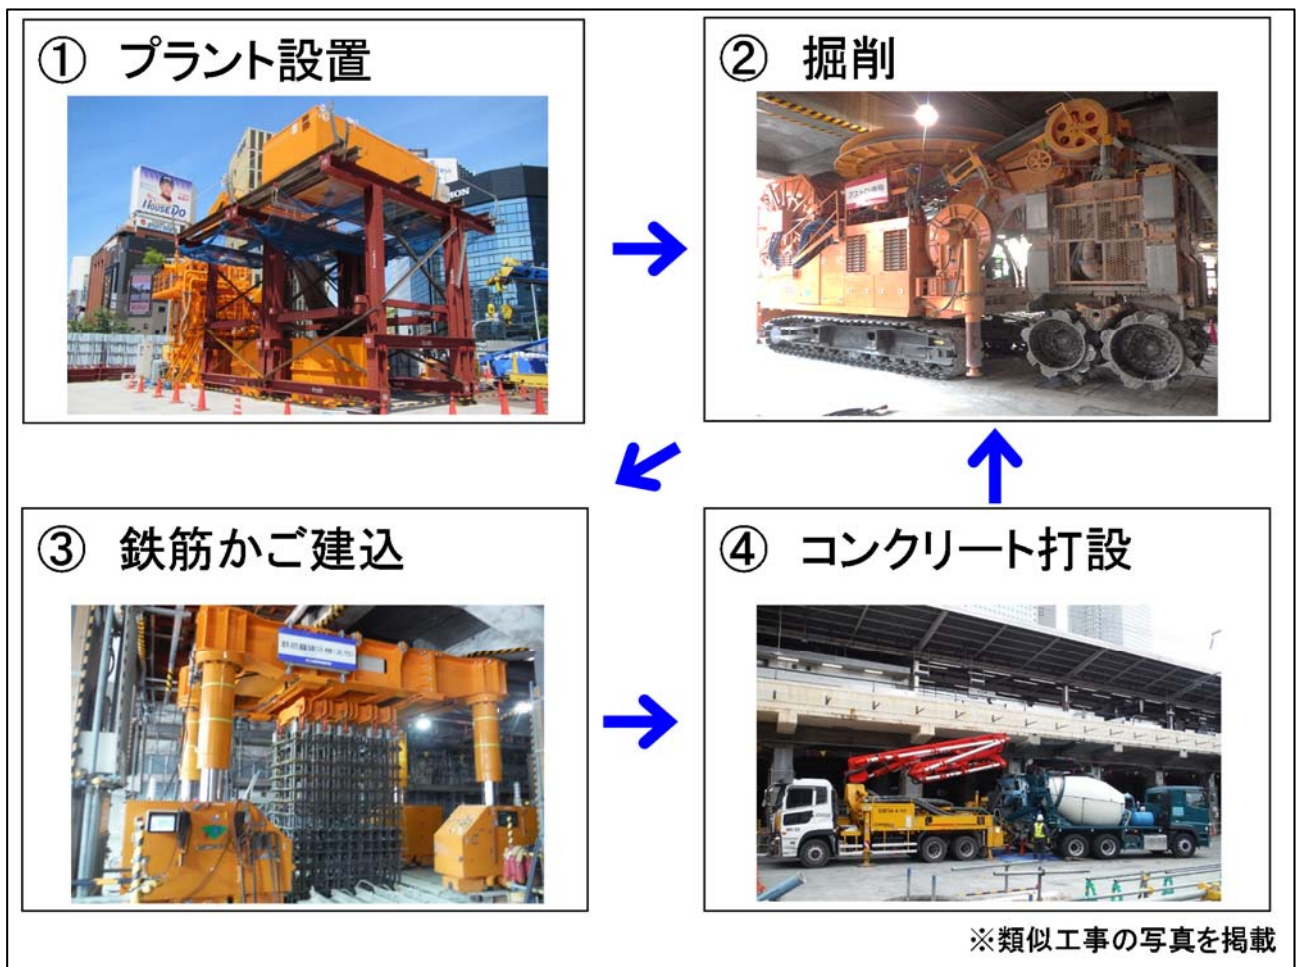 ① プラント設置
HOUSEDO
② 掘削
③ 鉄筋かご建込
④ コンクリート打設
※類似工事の写真を掲載